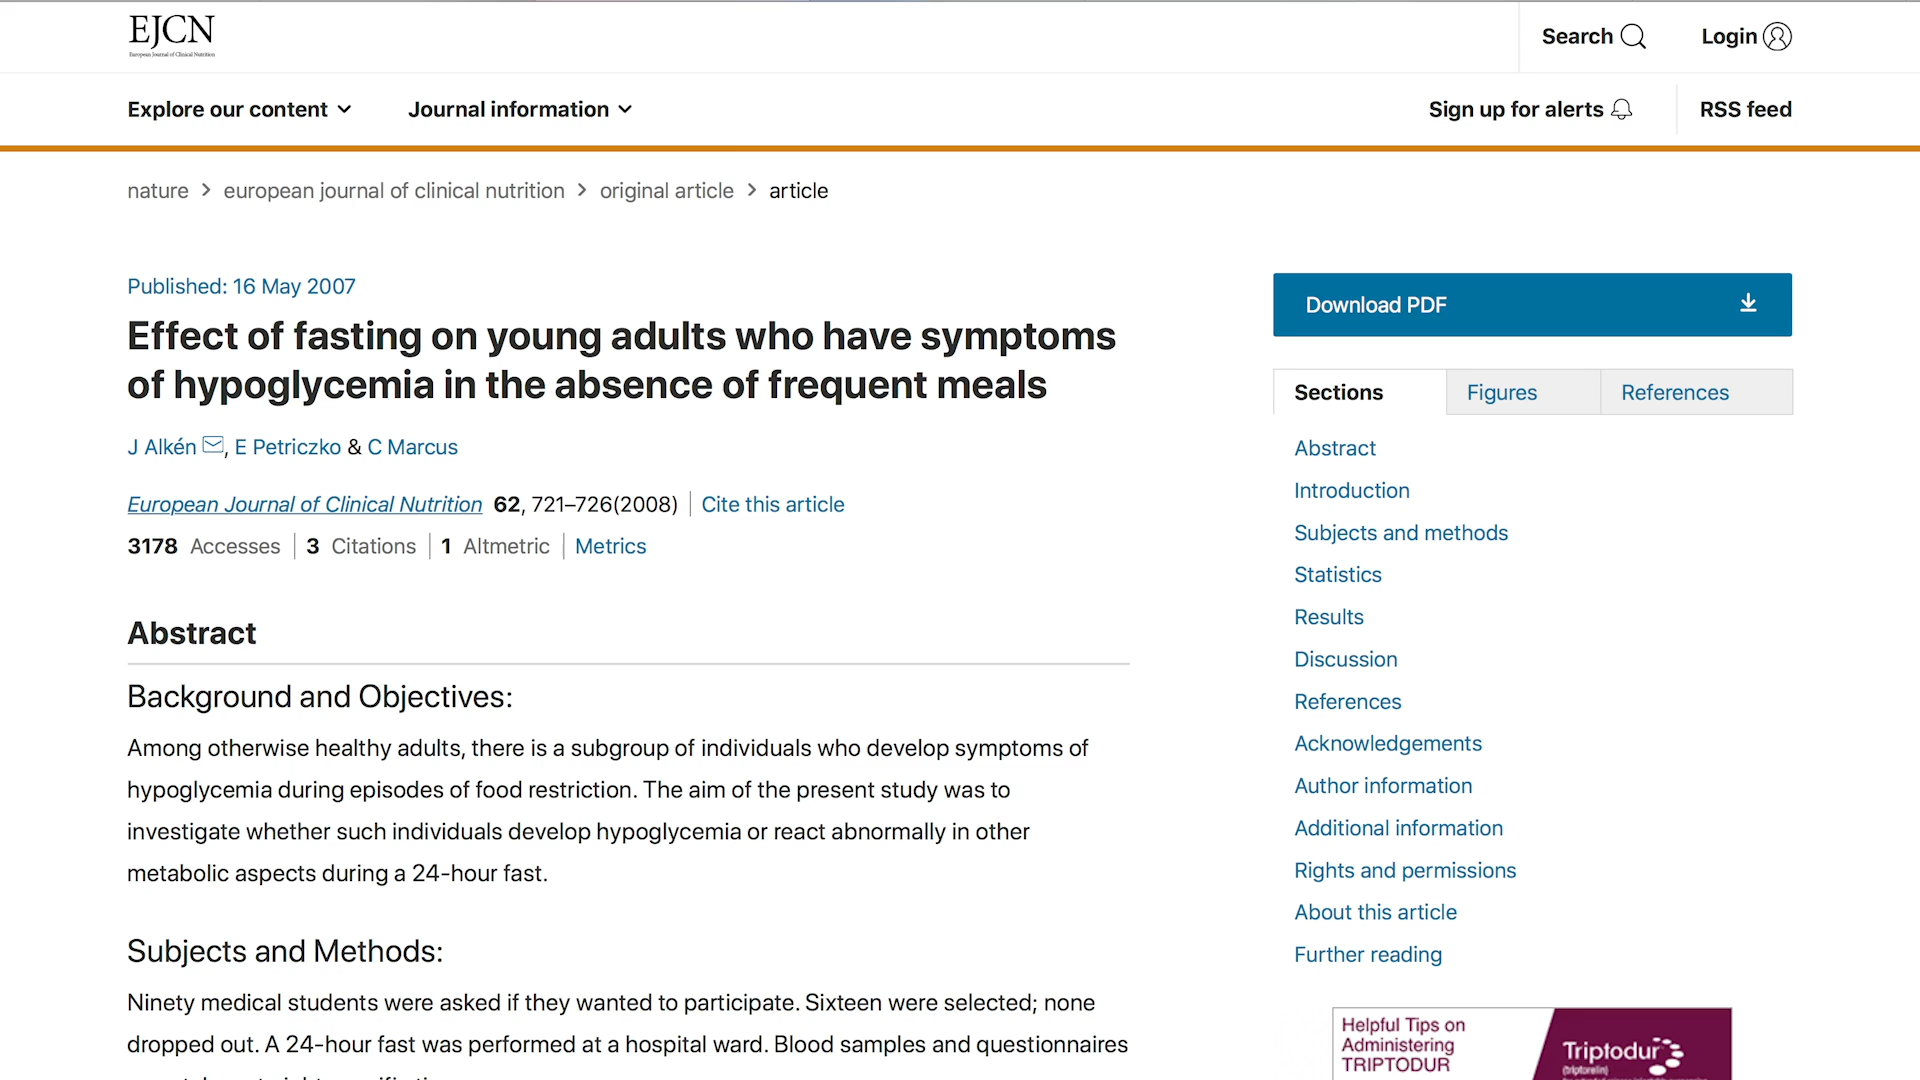 EJCN
European Journal of Clinical Nutrition
Search
Login
Explore our content
Journal information
Sign up for alerts
RSS feed
nature > european journal of clinical nutrition > original article > article
Published: 16 May 2007
Effect of fasting on young adults who have symptoms
of hypoglycemia in the absence of frequent meals
J Alkén, E Petriczko & C Marcus
European Journal of Clinical Nutrition 62, 721–726(2008) | Cite this article
3178 Accesses | 3 Citations | 1 Altmetric | Metrics
Abstract
Background and Objectives:
Among otherwise healthy adults, there is a subgroup of individuals who develop symptoms of
hypoglycemia during episodes of food restriction. The aim of the present study was to
investigate whether such individuals develop hypoglycemia or react abnormally in other
metabolic aspects during a 24-hour fast.
Subjects and Methods:
Ninety medical students were asked if they wanted to participate. Sixteen were selected; none
dropped out. A 24-hour fast was performed at a hospital ward. Blood samples and questionnaires
Download PDF
Sections
Figures
References
Abstract
Introduction
Subjects and methods
Statistics
Results
Discussion
References
Acknowledgements
Author information
Additional information
Rights and permissions
About this article
Further reading
Helpful Tips on
Administering
TRIPTODUR
Triptodur
(triptorelin)